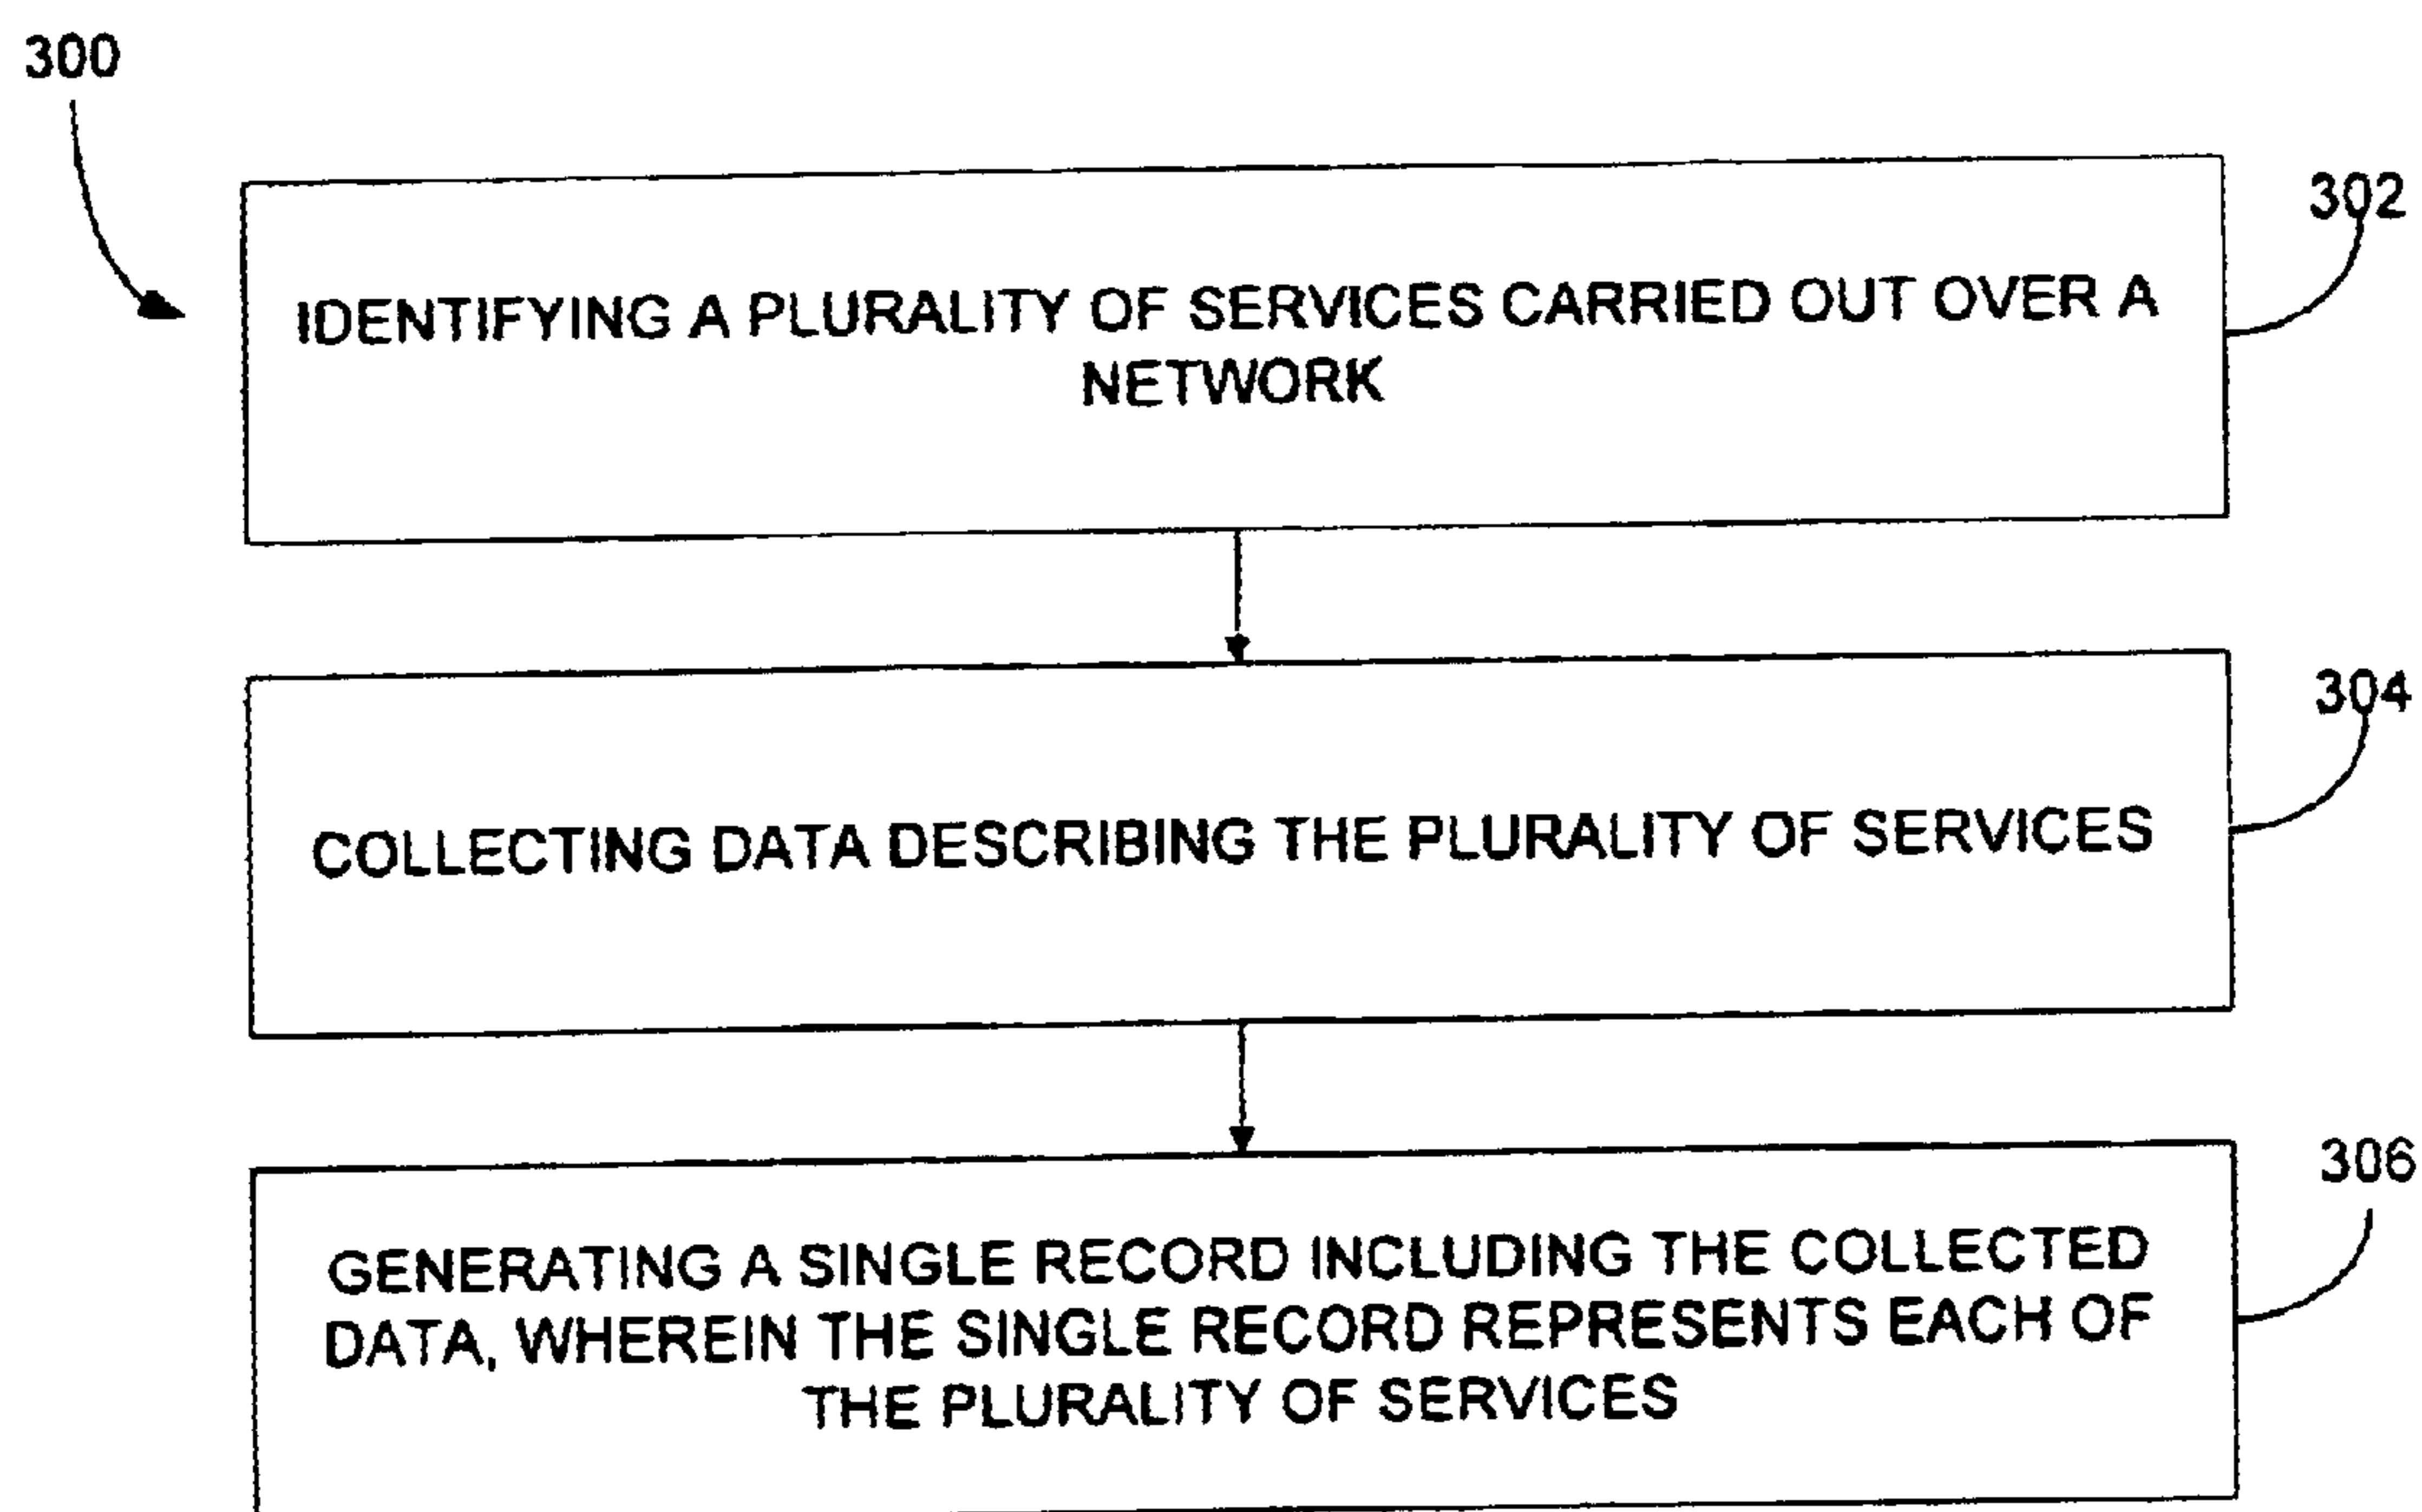 300
302
IDENTIFYING A PLURALITY OF SERVICES CARRIED OUT OVER A
NETWORK
304
COLLECTING DATA DESCRIBING THE PLURALITY OF SERVICES
306
GENERATING A SINGLE RECORD INCLUDING THE COLLECTED
DATA, WHEREIN THE SINGLE RECORD REPRESENTS EACH OF
THE PLURALITY OF SERVICES